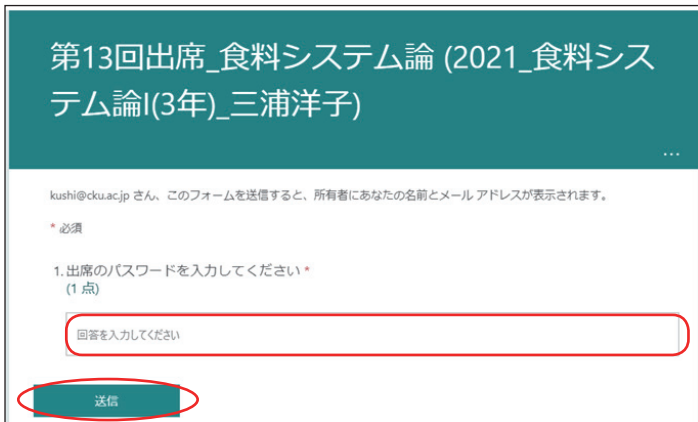 第13回出席_食料システム論 (2021_食料シス
テム論I(3年)_三浦洋子)
...
kushi@cku.ac.jp さん、このフォームを送信すると、所有者にあなたの名前とメール アドレスが表示されます。
* 必須
1. 出席のパスワードを入力してください *
(1 点)
回答を入力してください
送信